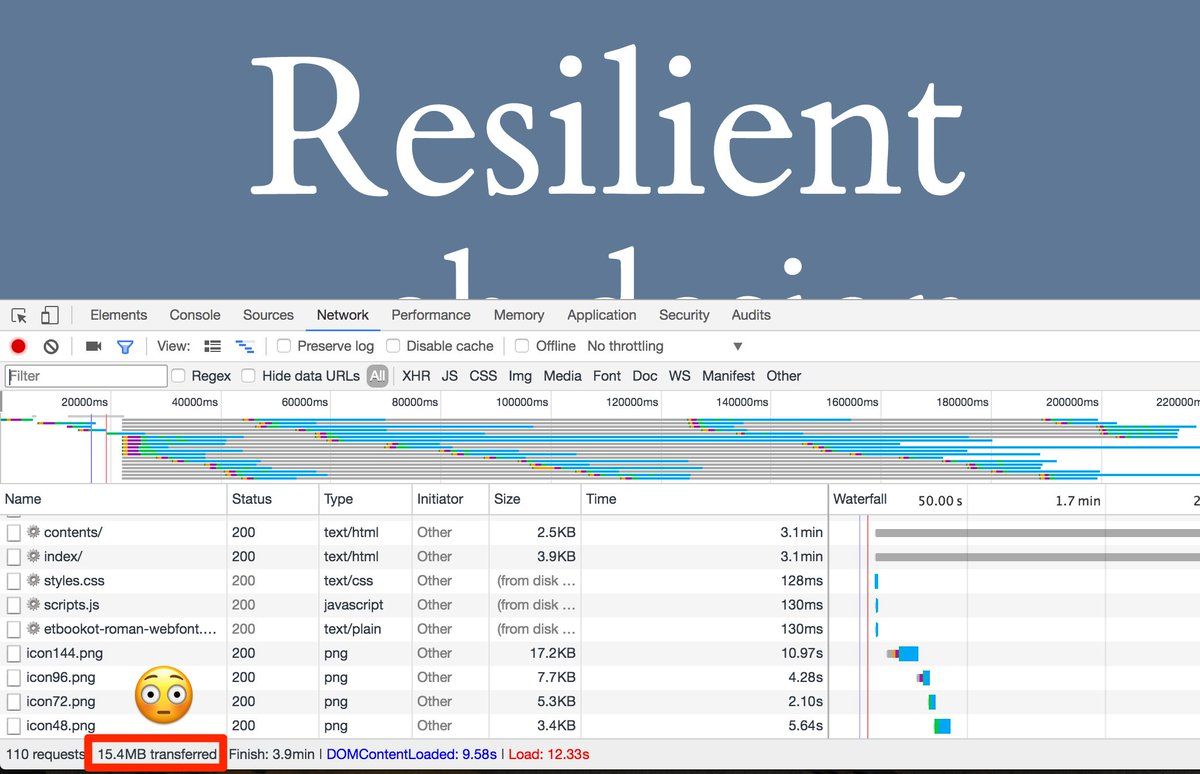 Resilient
web design
Elements Console Sources Network Performance Memory Application Security Audits
View: Preserve log Disable cache Offline No throttling
Filter Regex Hide data URLs All XHR JS CSS Img Media Font Doc WS Manifest Other
20000ms 40000ms 60000ms 80000ms 100000ms 120000ms 140000ms 160000ms 180000ms 200000ms 220000m
Name Status Type Initiator Size Time Waterfall 50.00 s 1.7 min 2
contents/ 200 text/html Other 2.5KB 3.1min
index/ 200 text/html Other 3.9KB 3.1min
styles.css 200 text/css Other (from disk … 128ms
scripts.js 200 javascript Other (from disk … 130ms
etbookot-roman-webfont.… 200 text/plain Other (from disk … 130ms
icon144.png 200 png Other 17.2KB 10.97s
icon96.png 200 png Other 7.7KB 4.28s
icon72.png 200 png Other 5.3KB 2.10s
icon48.png 200 png Other 3.4KB 5.64s
110 requests 15.4MB transferred Finish: 3.9min | DOMContentLoaded: 9.58s | Load: 12.33s